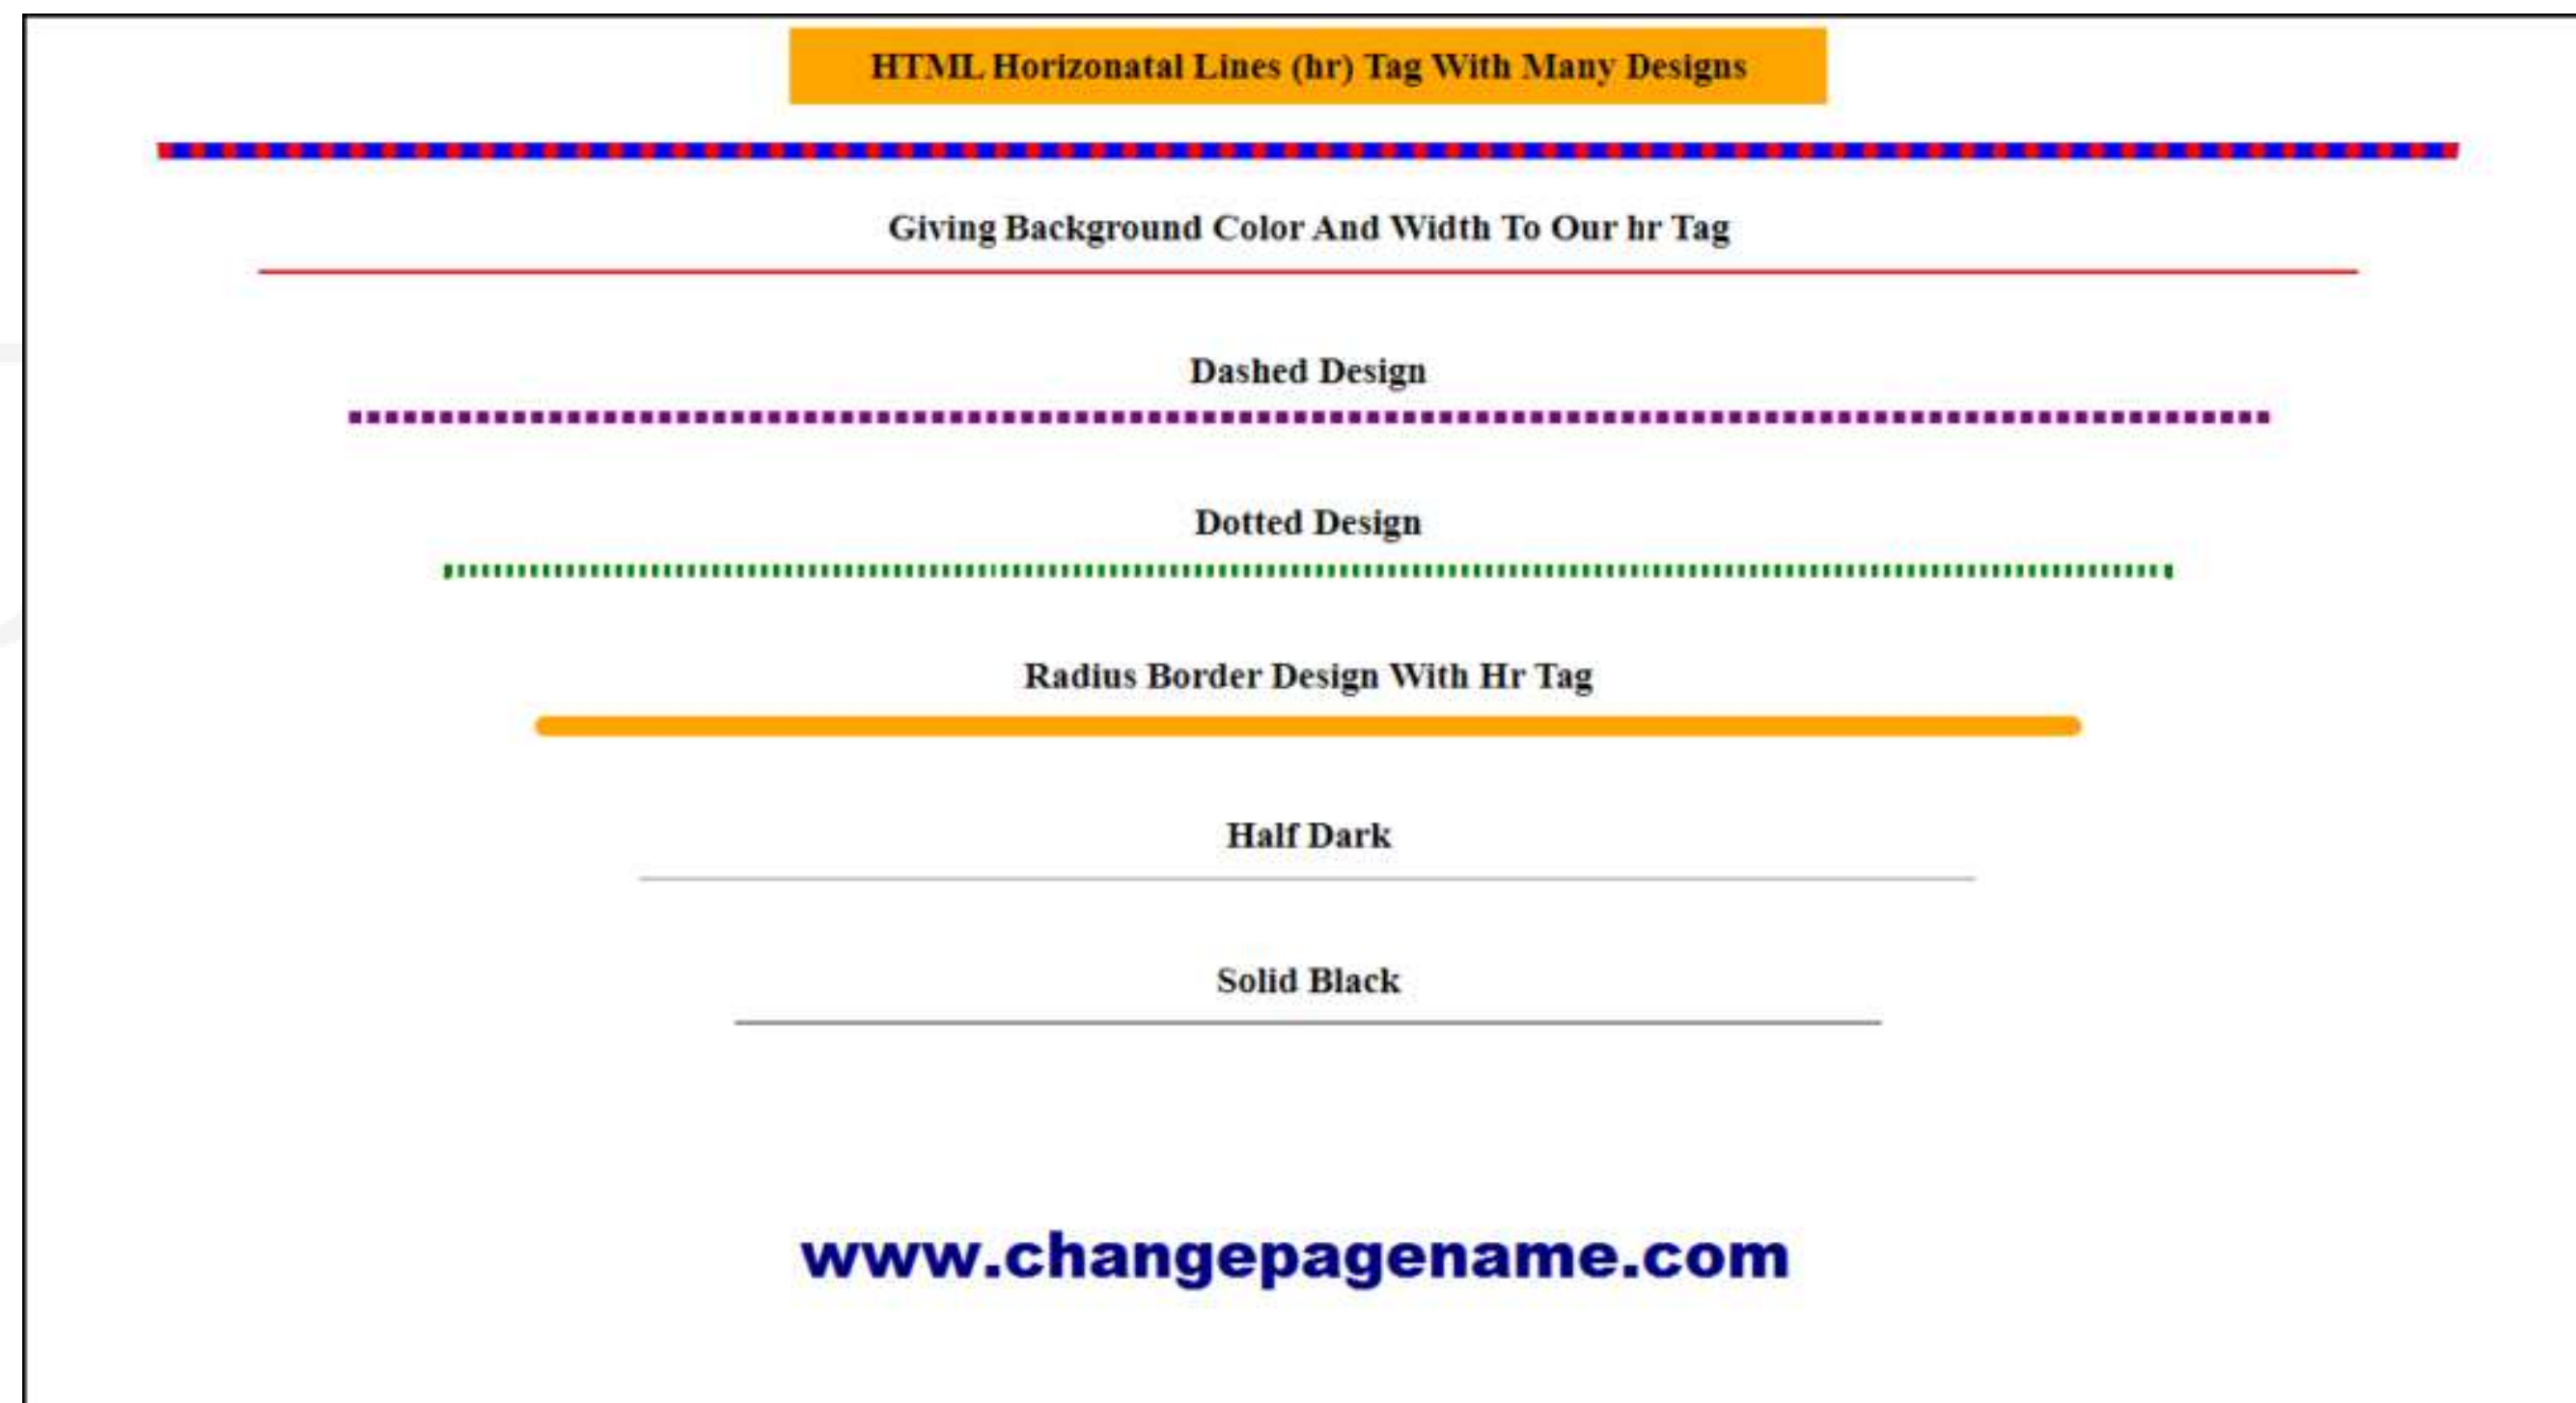 HTML Horizonatal Lines (hr) Tag With Many Designs
Giving Background Color And Width To Our hr Tag
Dashed Design
Dotted Design
Radius Border Design With Hr Tag
Half Dark
Solid Black
www.changepagename.com